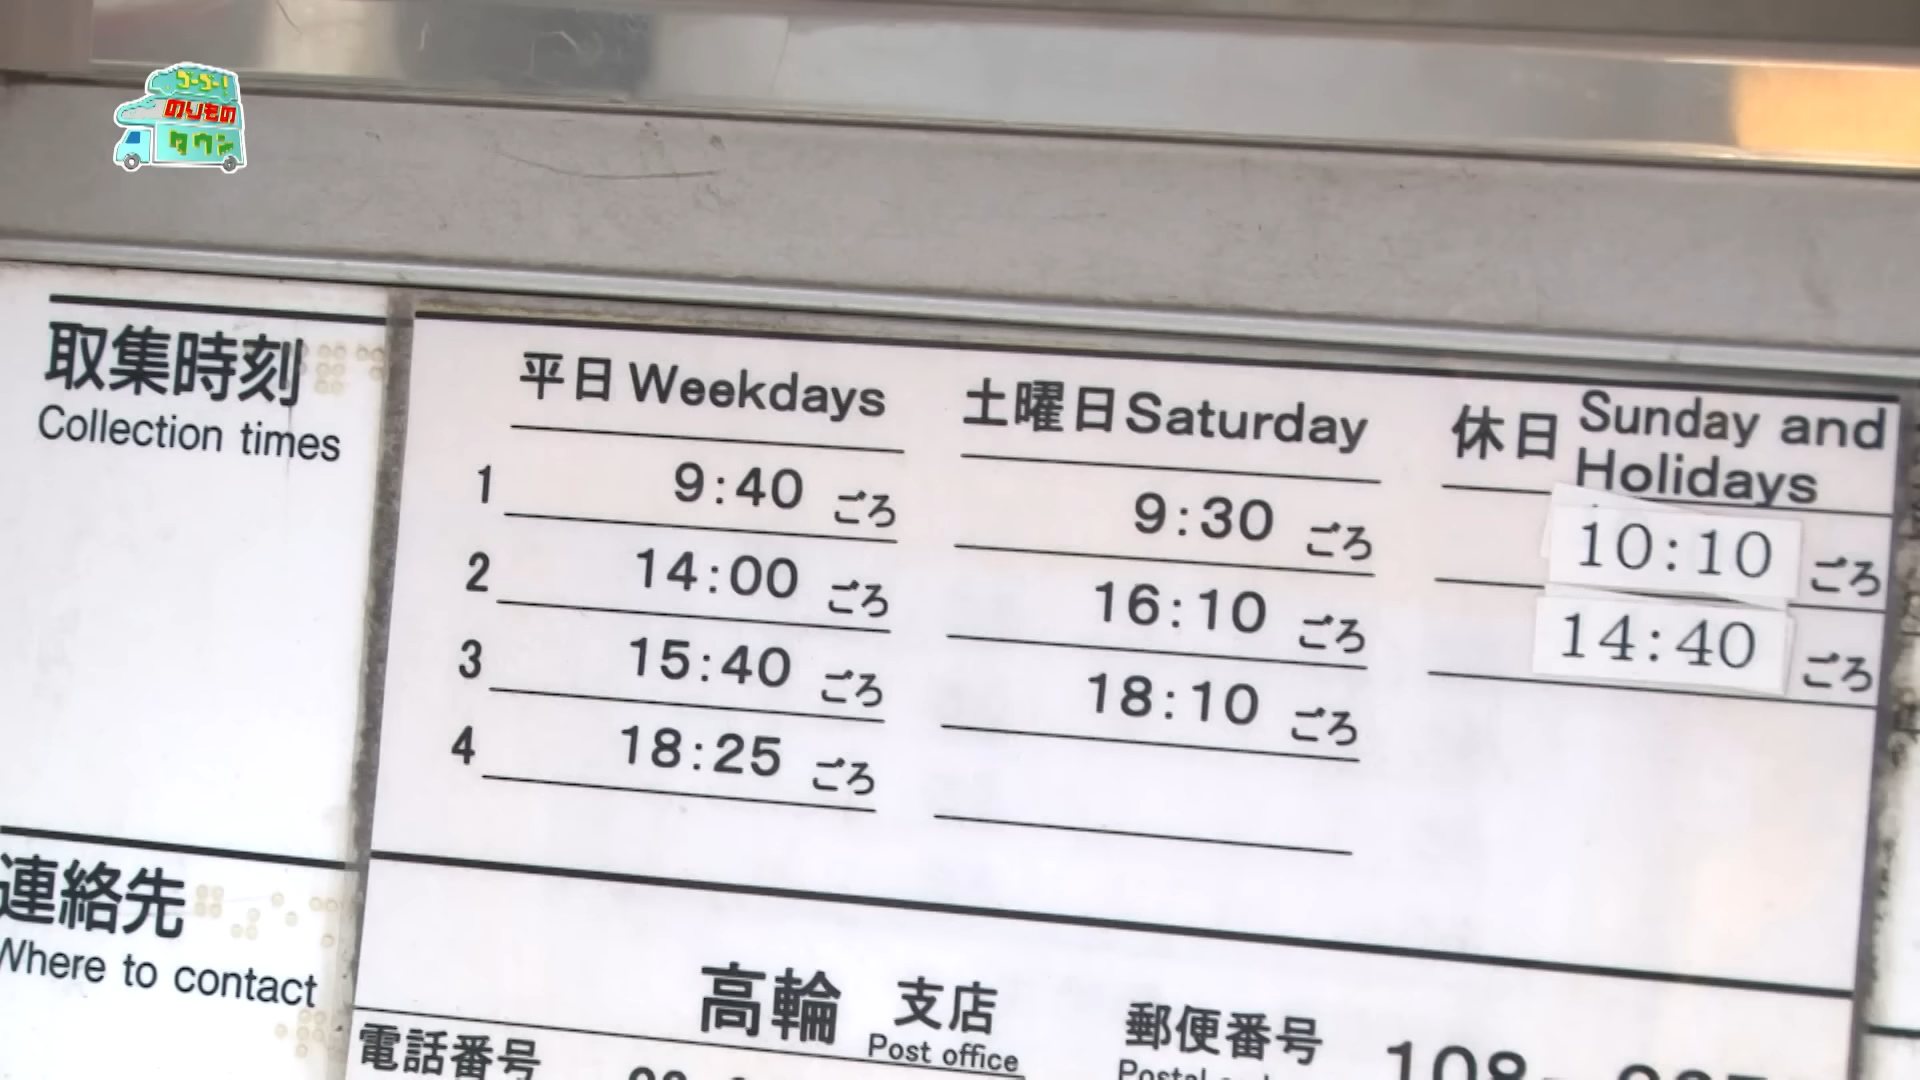 ゴーゴー!
のりもの
タウン
取集時刻
Collection times
平日 Weekdays
土曜日 Saturday
休日 Sunday and Holidays
1 9:40 ごろ 9:30 ごろ 10:10 ごろ
2 14:00 ごろ 16:10 ごろ 14:40 ごろ
3 15:40 ごろ 18:10 ごろ
4 18:25 ごろ
連絡先
Where to contact
高輪 支店
Post office
郵便番号
Postal
108
電話番号